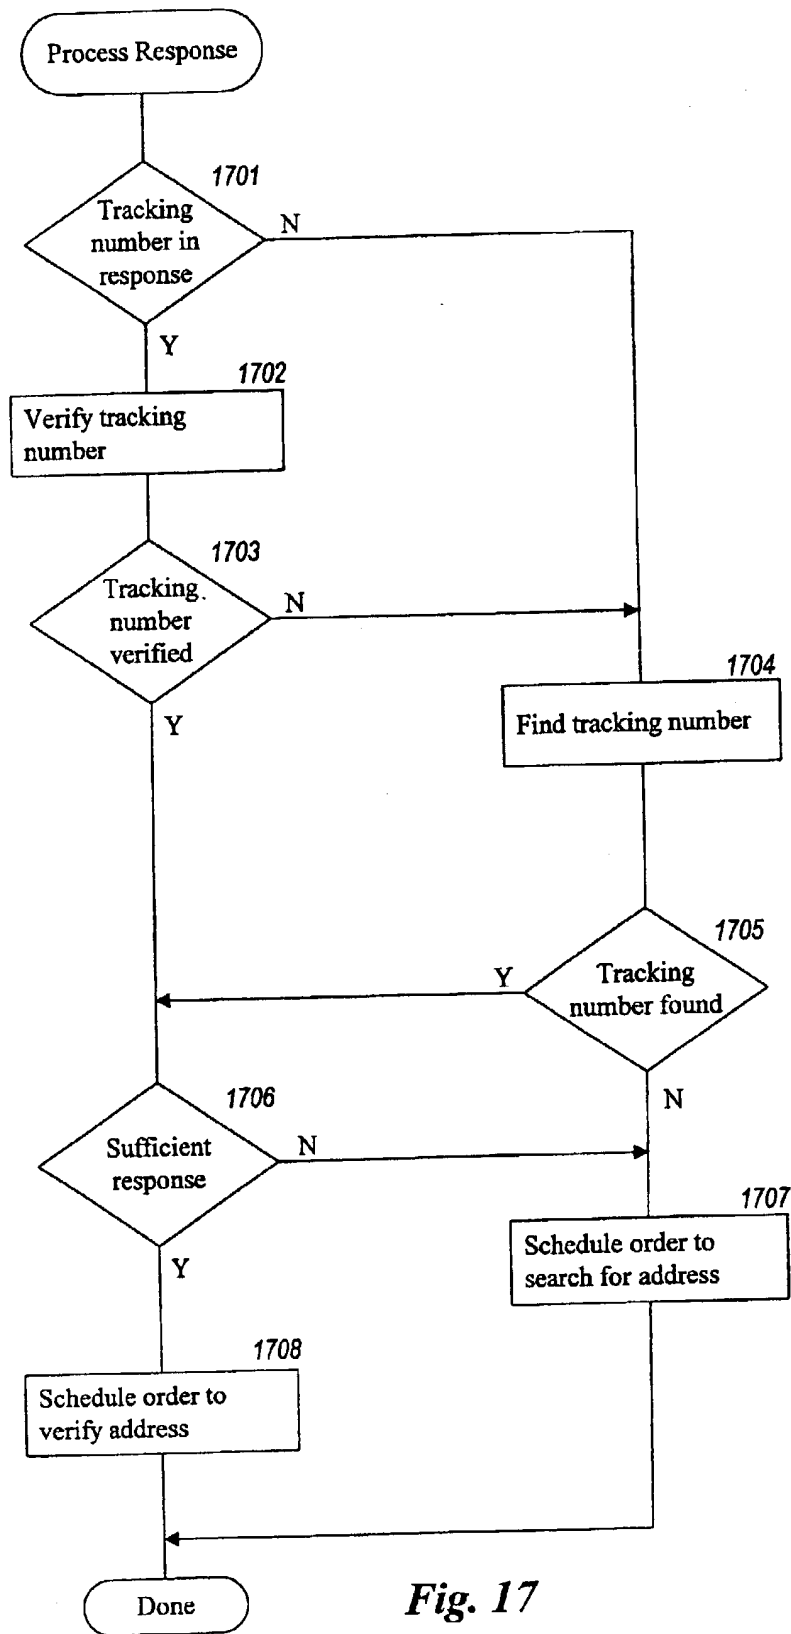 Process Response
1701
Tracking
number in
response
N
Y
1702
Verify tracking
number
1703
Tracking
number
verified
N
Y
1704
Find tracking number
1705
Tracking
number found
Y
N
1706
Sufficient
response
N
Y
1707
Schedule order to
search for address
1708
Schedule order to
verify address
Done
Fig. 17